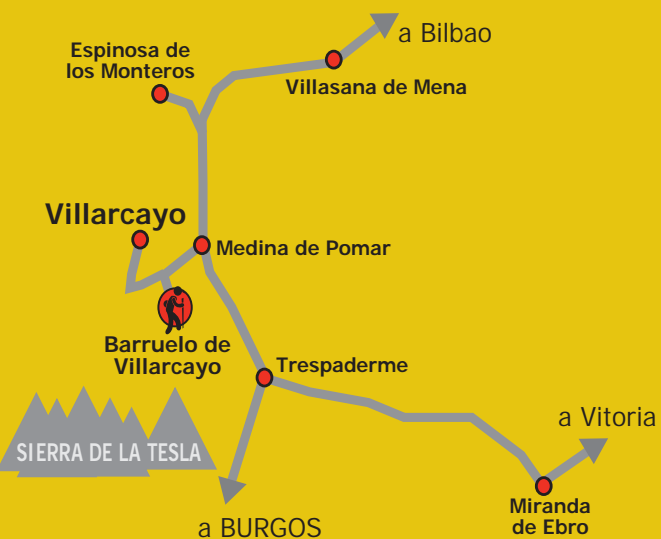 a Bilbao
Espinosa de
los Monteros
Villasana de Mena
Villarcayo
Medina de Pomar
Barruelo de
Villarcayo
Trespaderme
SIERRA DE LA TESLA
a Vitoria
Miranda
de Ebro
a BURGOS